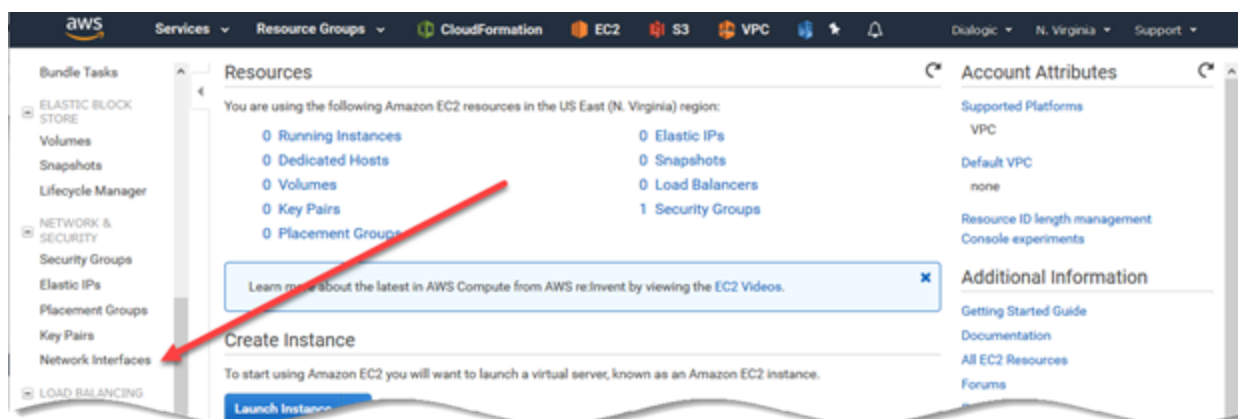 aws
Services
Resource Groups
CloudFormation
EC2
S3
VPC
Dialogic
N. Virginia
Support
Bundle Tasks
ELASTIC BLOCK
STORE
Volumes
Snapshots
Lifecycle Manager
NETWORK &
SECURITY
Security Groups
Elastic IPs
Placement Groups
Key Pairs
Network Interfaces
LOAD BALANCING
Resources
You are using the following Amazon EC2 resources in the US East (N. Virginia) region:
0 Running Instances
0 Dedicated Hosts
0 Volumes
0 Key Pairs
0 Placement Groups
0 Elastic IPs
0 Snapshots
0 Load Balancers
1 Security Groups
Learn more about the latest in AWS Compute from AWS re:Invent by viewing the EC2 Videos.
Create Instance
To start using Amazon EC2 you will want to launch a virtual server, known as an Amazon EC2 instance.
Launch Instance
Account Attributes
Supported Platforms
VPC
Default VPC
none
Resource ID length management
Console experiments
Additional Information
Getting Started Guide
Documentation
All EC2 Resources
Forums